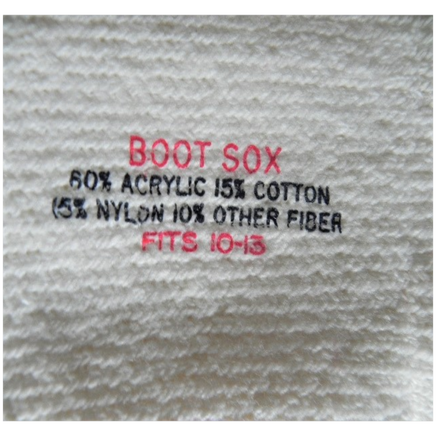 BOOT SOX
60% ACRYLIC 15% COTTON
15% NYLON 10% OTHER FIBER
FITS 10-13